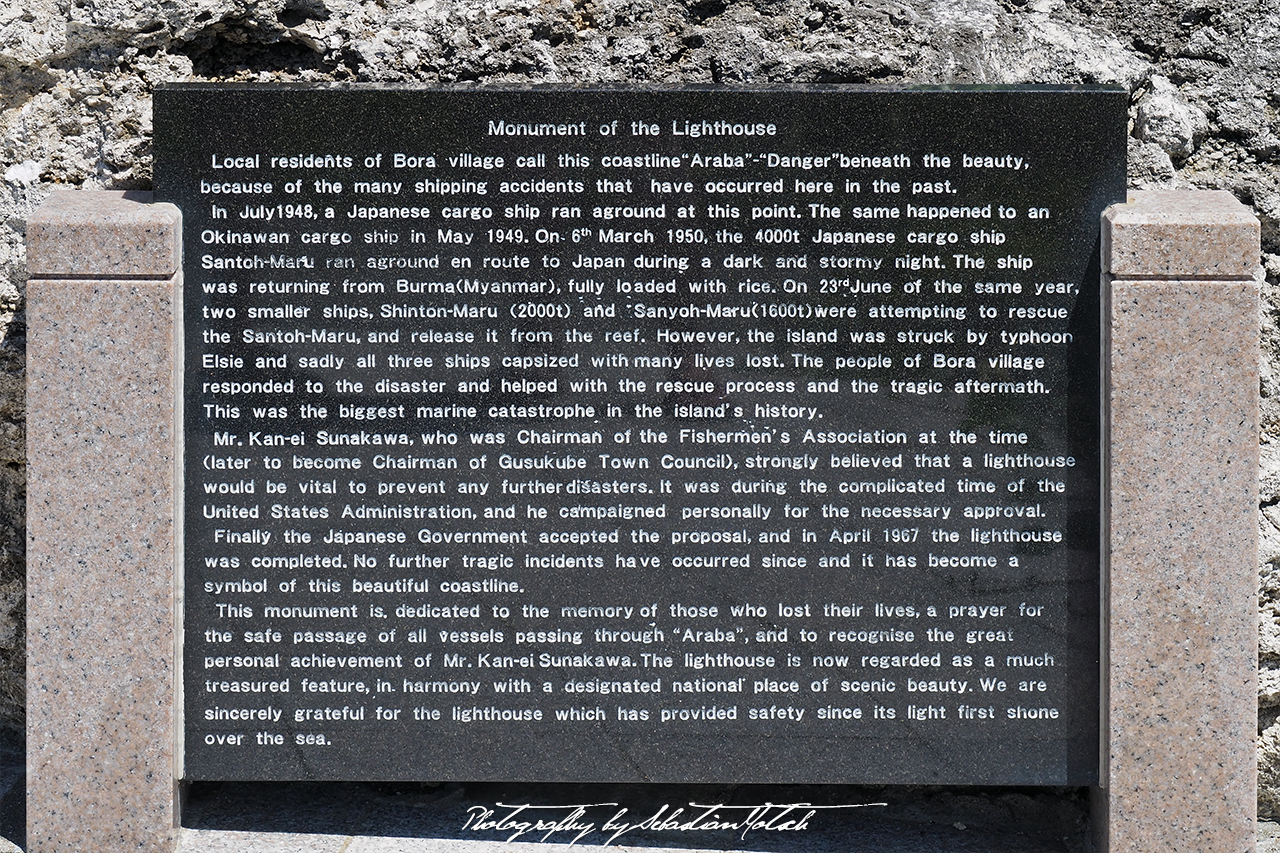 Monument of the Lighthouse
Local residents of Bora village call this coastline“Araba”-“Danger”beneath the beauty,
because of the many shipping accidents that have occurred here in the past.
In July1948, a Japanese cargo ship ran aground at this point. The same happened to an
Okinawan cargo ship in May 1949. On 6th March 1950, the 4000t Japanese cargo ship
Santoh-Maru ran aground en route to Japan during a dark and stormy night. The ship
was returning from Burma(Myanmar), fully loaded with rice. On 23rd June of the same year,
two smaller ships, Shinton-Maru (2000t) and Sanyoh-Maru(1600t)were attempting to rescue
the Santoh-Maru, and release it from the reef. However, the island was struck by typhoon
Elsie and sadly all three ships capsized with many lives lost. The people of Bora village
responded to the disaster and helped with the rescue process and the tragic aftermath.
This was the biggest marine catastrophe in the island's history.
Mr. Kan-ei Sunakawa, who was Chairman of the Fishermen's Association at the time
(later to become Chairman of Gusukube Town Council), strongly believed that a lighthouse
would be vital to prevent any further disasters. It was during the complicated time of the
United States Administration, and he campaigned personally for the necessary approval.
Finally the Japanese Government accepted the proposal, and in April 1967 the lighthouse
was completed. No further tragic incidents have occurred since and it has become a
symbol of this beautiful coastline.
This monument is dedicated to the memory of those who lost their lives, a prayer for
the safe passage of all vessels passing through “Araba”, and to recognise the great
personal achievement of Mr. Kan-ei Sunakawa. The lighthouse is now regarded as a much
treasured feature, in harmony with a designated national place of scenic beauty. We are
sincerely grateful for the lighthouse which has provided safety since its light first shone
over the sea.
Photography by Sebastian Motsch